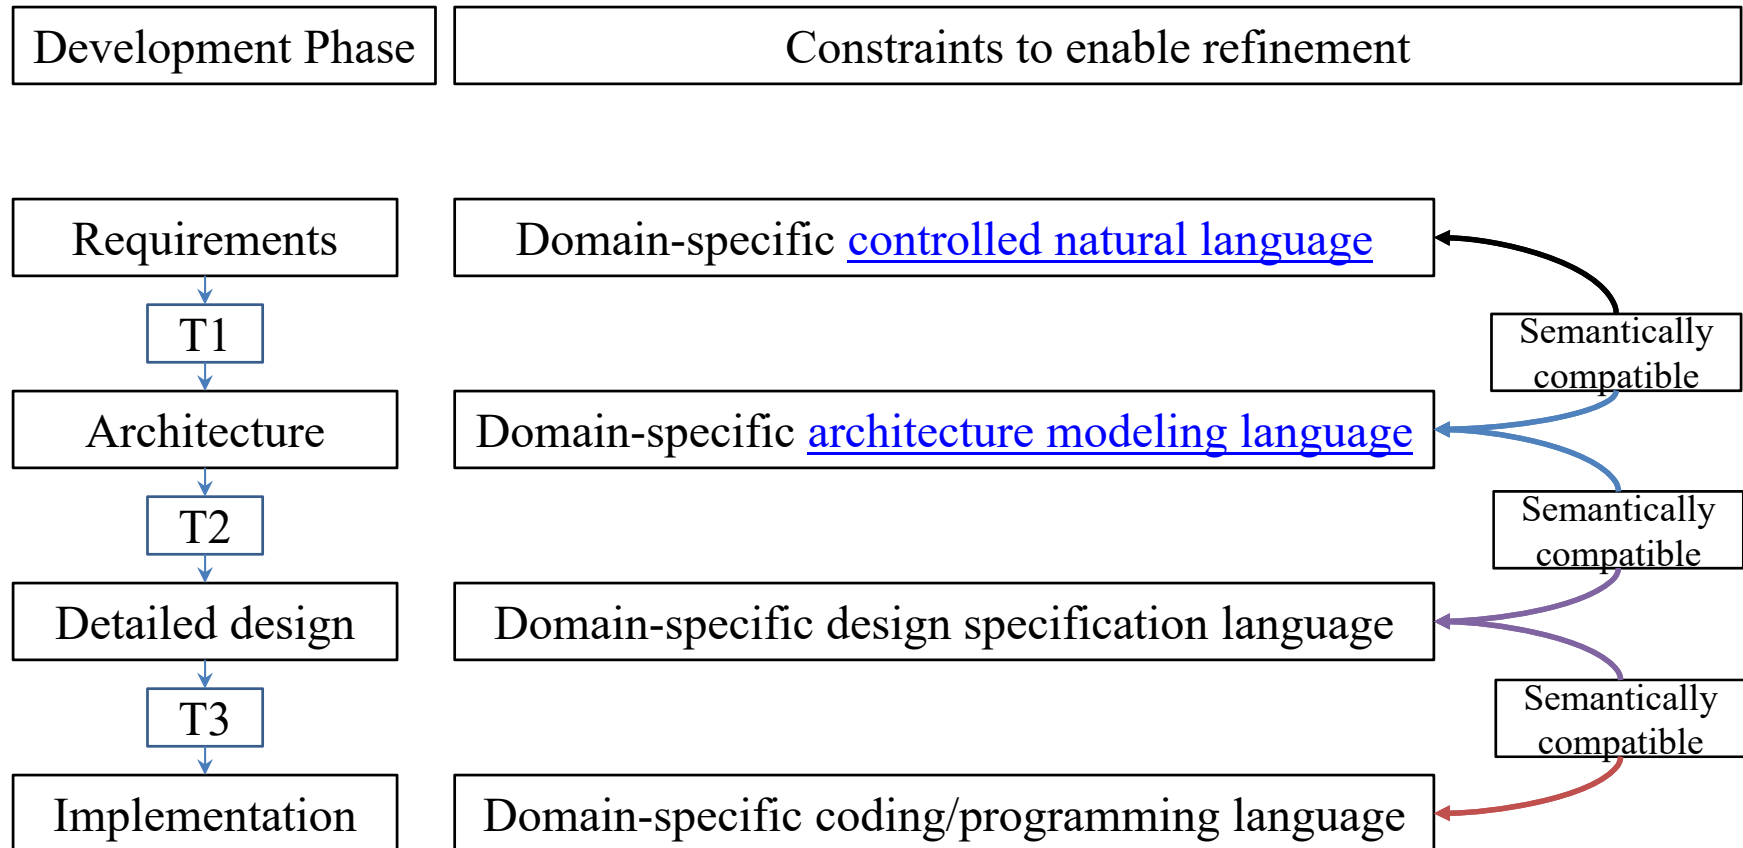 Development Phase
Constraints to enable refinement
Requirements
Domain-specific controlled natural language
T1
Semantically
compatible
Architecture
Domain-specific architecture modeling language
T2
Semantically
compatible
Detailed design
Domain-specific design specification language
T3
Semantically
compatible
Implementation
Domain-specific coding/programming language